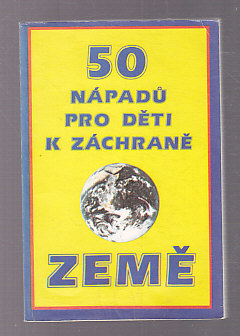 50
NÁPADŮ
PRO DĚTI
K ZÁCHRANĚ
ZEMĚ